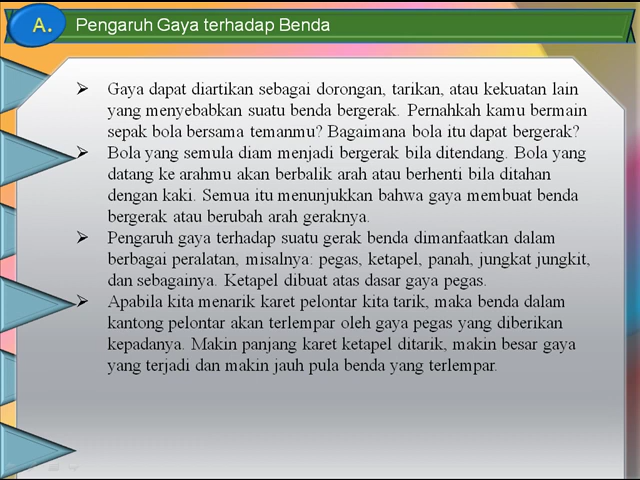 A. Pengaruh Gaya terhadap Benda
➢ Gaya dapat diartikan sebagai dorongan, tarikan, atau kekuatan lain
yang menyebabkan suatu benda bergerak. Pernahkah kamu bermain
sepak bola bersama temanmu? Bagaimana bola itu dapat bergerak?
➢ Bola yang semula diam menjadi bergerak bila ditendang. Bola yang
datang ke arahmu akan berbalik arah atau berhenti bila ditahan
dengan kaki. Semua itu menunjukkan bahwa gaya membuat benda
bergerak atau berubah arah geraknya.
➢ Pengaruh gaya terhadap suatu gerak benda dimanfaatkan dalam
berbagai peralatan, misalnya: pegas, ketapel, panah, jungkat jungkit,
dan sebagainya. Ketapel dibuat atas dasar gaya pegas.
➢ Apabila kita menarik karet pelontar kita tarik, maka benda dalam
kantong pelontar akan terlempar oleh gaya pegas yang diberikan
kepadanya. Makin panjang karet ketapel ditarik, makin besar gaya
yang terjadi dan makin jauh pula benda yang terlempar.